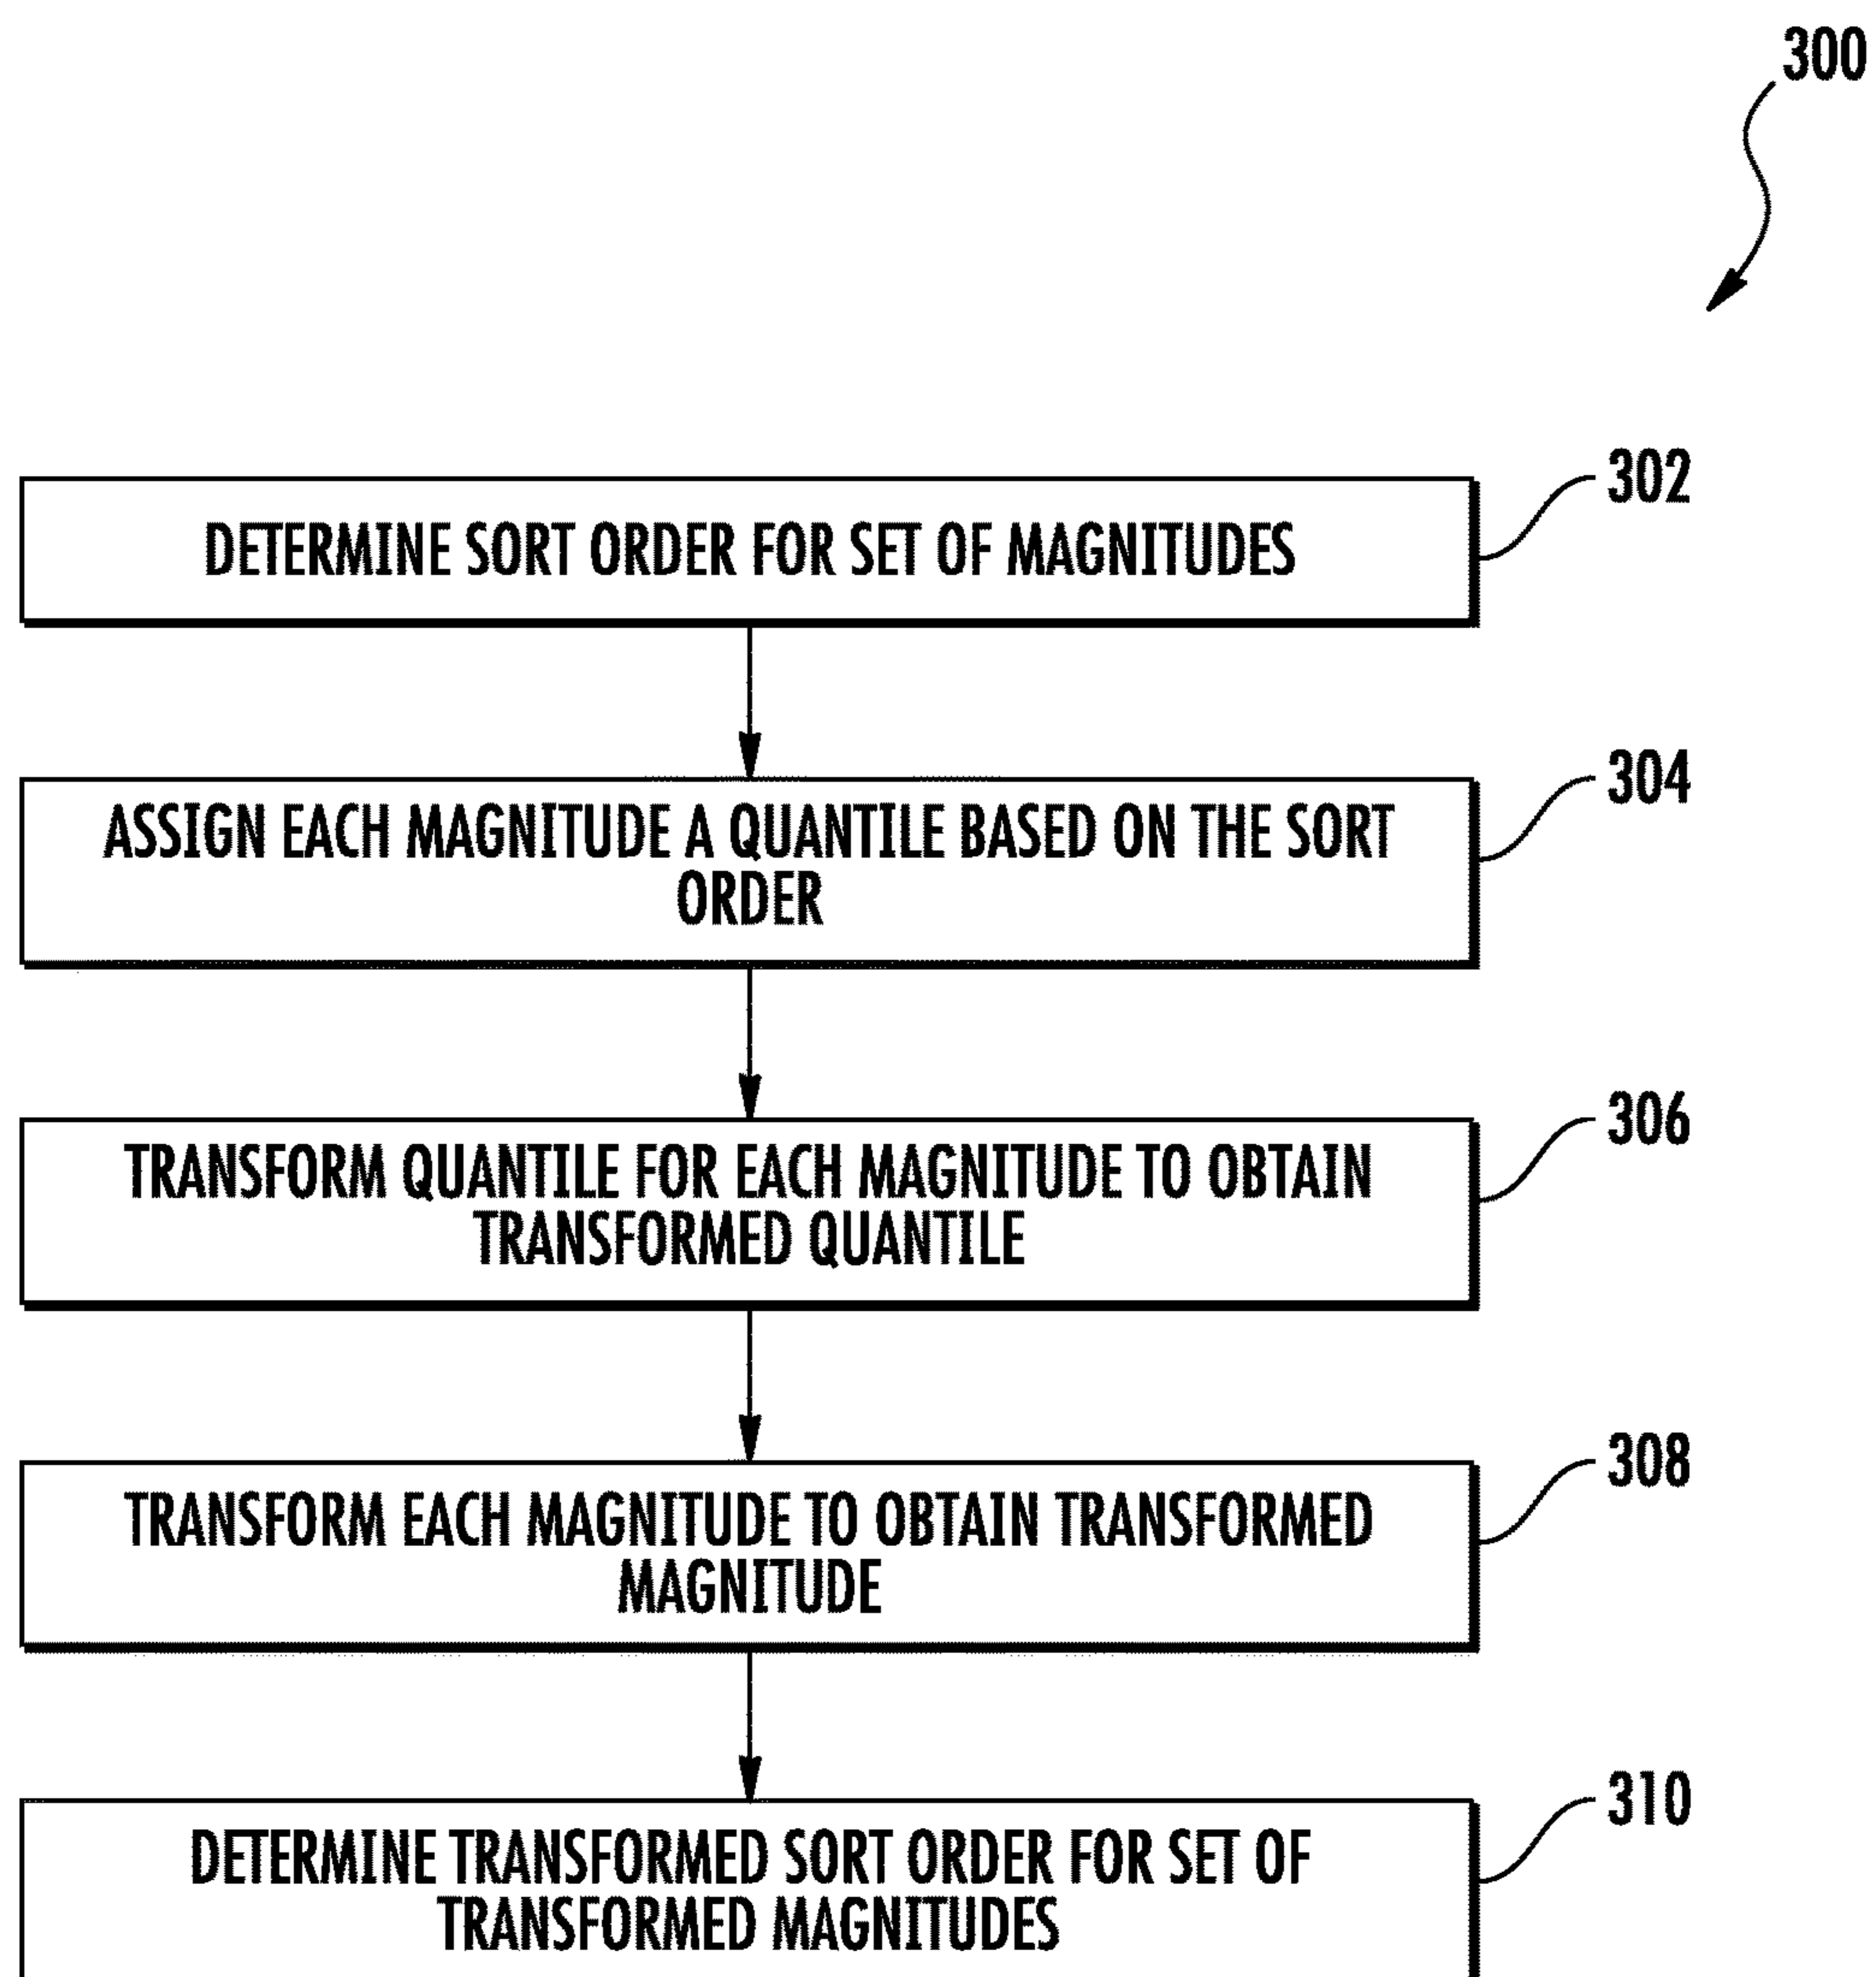 300
DETERMINE SORT ORDER FOR SET OF MAGNITUDES
302
ASSIGN EACH MAGNITUDE A QUANTILE BASED ON THE SORT
ORDER
304
TRANSFORM QUANTILE FOR EACH MAGNITUDE TO OBTAIN
TRANSFORMED QUANTILE
306
TRANSFORM EACH MAGNITUDE TO OBTAIN TRANSFORMED
MAGNITUDE
308
DETERMINE TRANSFORMED SORT ORDER FOR SET OF
TRANSFORMED MAGNITUDES
310